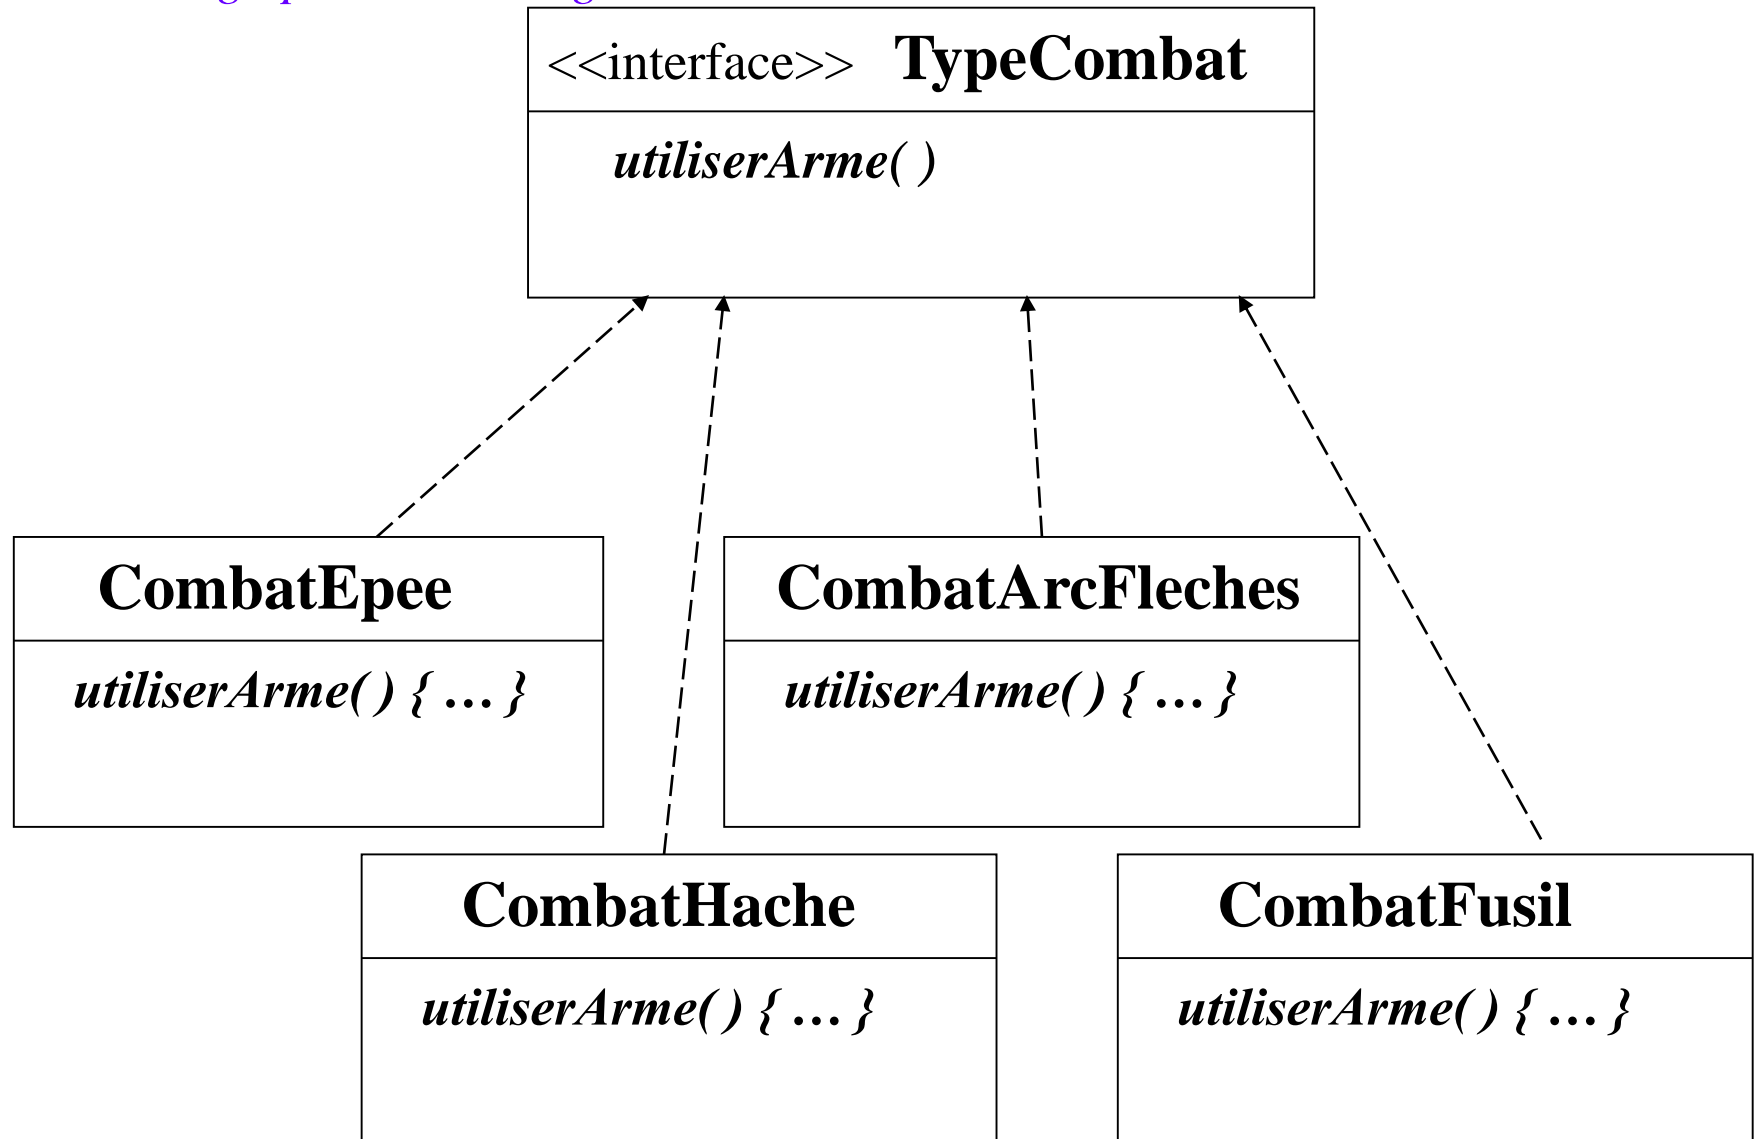 <<interface>> TypeCombat
utiliserArme( )
CombatEpee
utiliserArme( ) { … }
CombatArcFleches
utiliserArme( ) { … }
CombatHache
utiliserArme( ) { … }
CombatFusil
utiliserArme( ) { … }